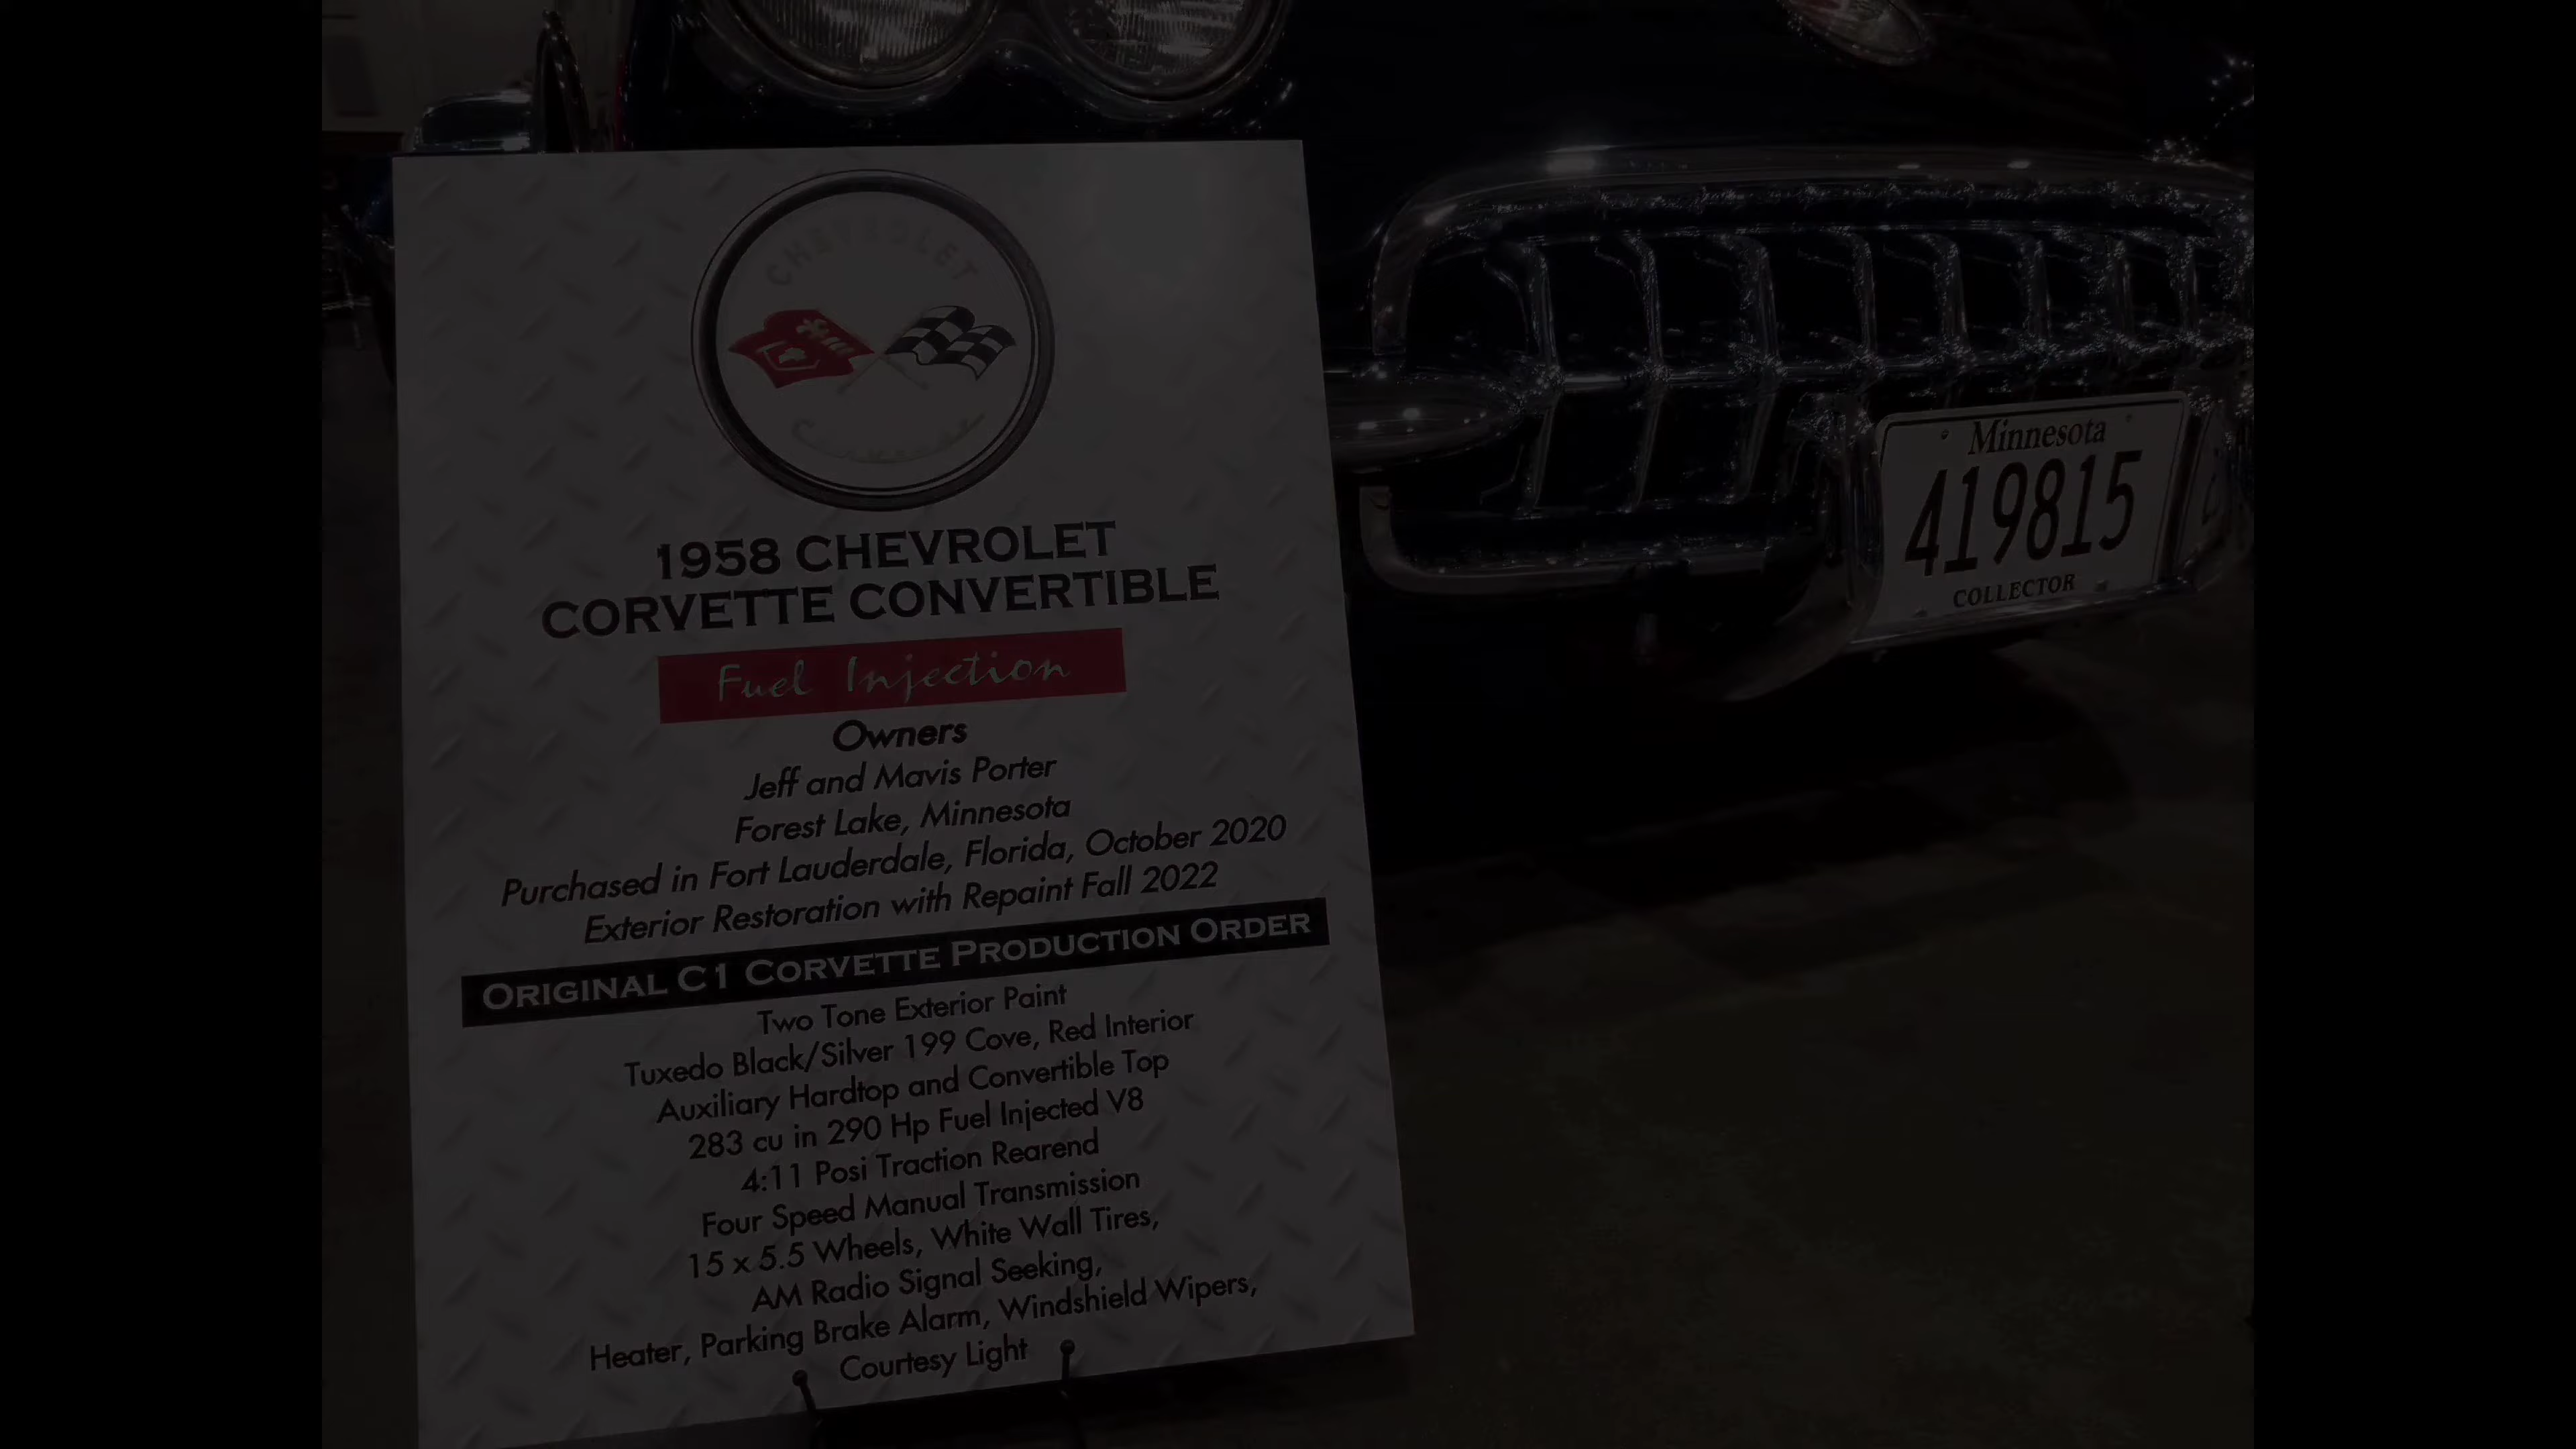 CHEVROLET
Corvette
1958 CHEVROLET
CORVETTE CONVERTIBLE
Fuel Injection
Owners
Jeff and Mavis Porter
Forest Lake, Minnesota
Purchased in Fort Lauderdale, Florida, October 2020
Exterior Restoration with Repaint Fall 2022
ORIGINAL C1 CORVETTE PRODUCTION ORDER
Two Tone Exterior Paint
Tuxedo Black/Silver 199 Cove, Red Interior
Auxiliary Hardtop and Convertible Top
283 cu in 290 Hp Fuel Injected V8
4:11 Posi Traction Rearend
Four Speed Manual Transmission
15 x 5.5 Wheels, White Wall Tires,
AM Radio Signal Seeking,
Heater, Parking Brake Alarm, Windshield Wipers,
Courtesy Light
Minnesota
419815
COLLECTOR